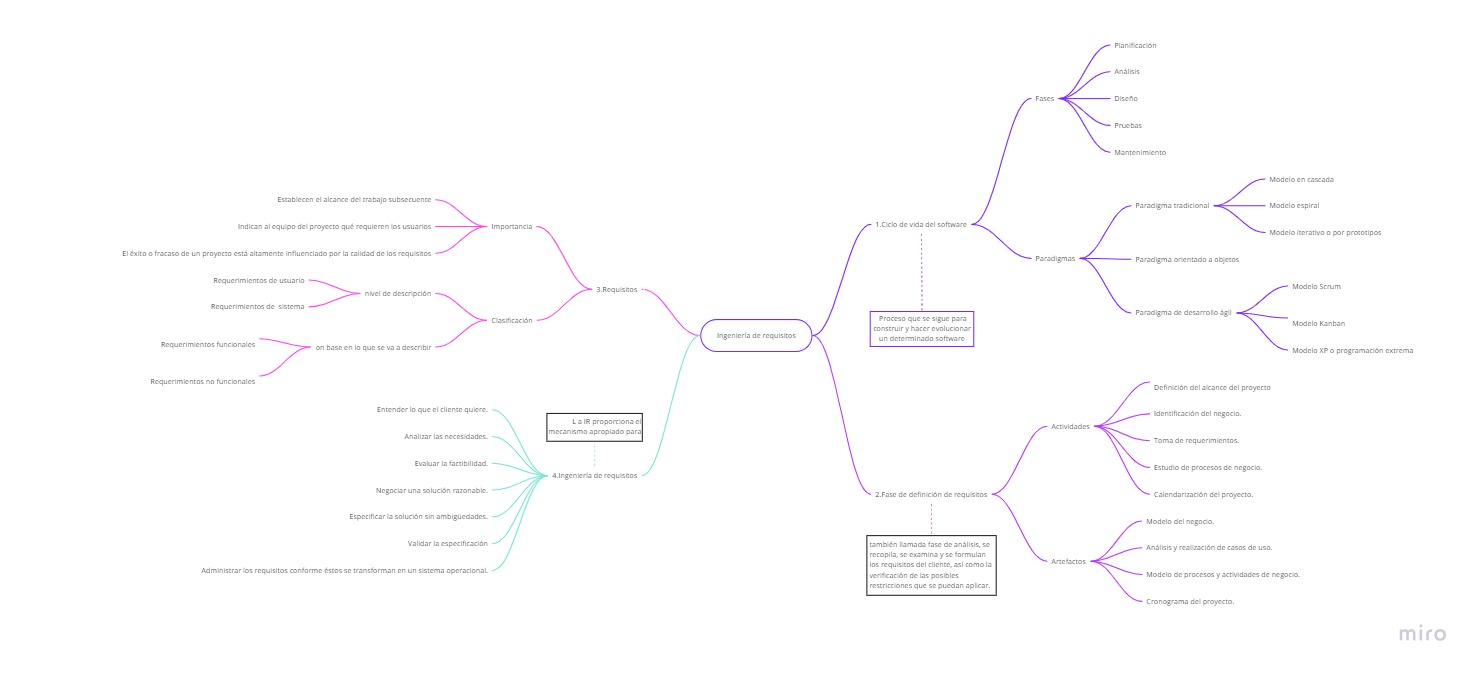 Ingeniería de requisitos
1.Ciclo de vida del software
Proceso que se sigue para
construir y hacer evolucionar
un determinado software
Fases
Planificación
Análisis
Diseño
Pruebas
Mantenimiento
Paradigmas
Paradigma tradicional
Modelo en cascada
Modelo espiral
Modelo iterativo o por prototipos
Paradigma orientado a objetos
Paradigma de desarrollo ágil
Modelo Scrum
Modelo Kanban
Modelo XP o programación extrema
2.Fase de definición de requisitos
también llamada fase de análisis, se
recopila, se examina y se formulan
los requisitos del cliente, así como la
verificación de las posibles
restricciones que se puedan aplicar.
Actividades
Definición del alcance del proyecto
Identificación del negocio.
Toma de requerimientos.
Estudio de procesos de negocio.
Calendarización del proyecto.
Artefactos
Modelo del negocio.
Análisis y realización de casos de uso.
Modelo de procesos y actividades de negocio.
Cronograma del proyecto.
3.Requisitos
Importancia
Establecen el alcance del trabajo subsecuente
Indican al equipo del proyecto qué requieren los usuarios
El éxito o fracaso de un proyecto está altamente influenciado por la calidad de los requisitos
Clasificación
nivel de descripción
Requerimientos de usuario
Requerimientos de sistema
on base en lo que se va a describir
Requerimientos funcionales
Requerimientos no funcionales
4.Ingeniería de requisitos
L a IR proporciona el
mecanismo apropiado para
Entender lo que el cliente quiere.
Analizar las necesidades.
Evaluar la factibilidad.
Negociar una solución razonable.
Especificar la solución sin ambigüedades.
Validar la especificación
Administrar los requisitos conforme éstos se transforman en un sistema operacional.
miro